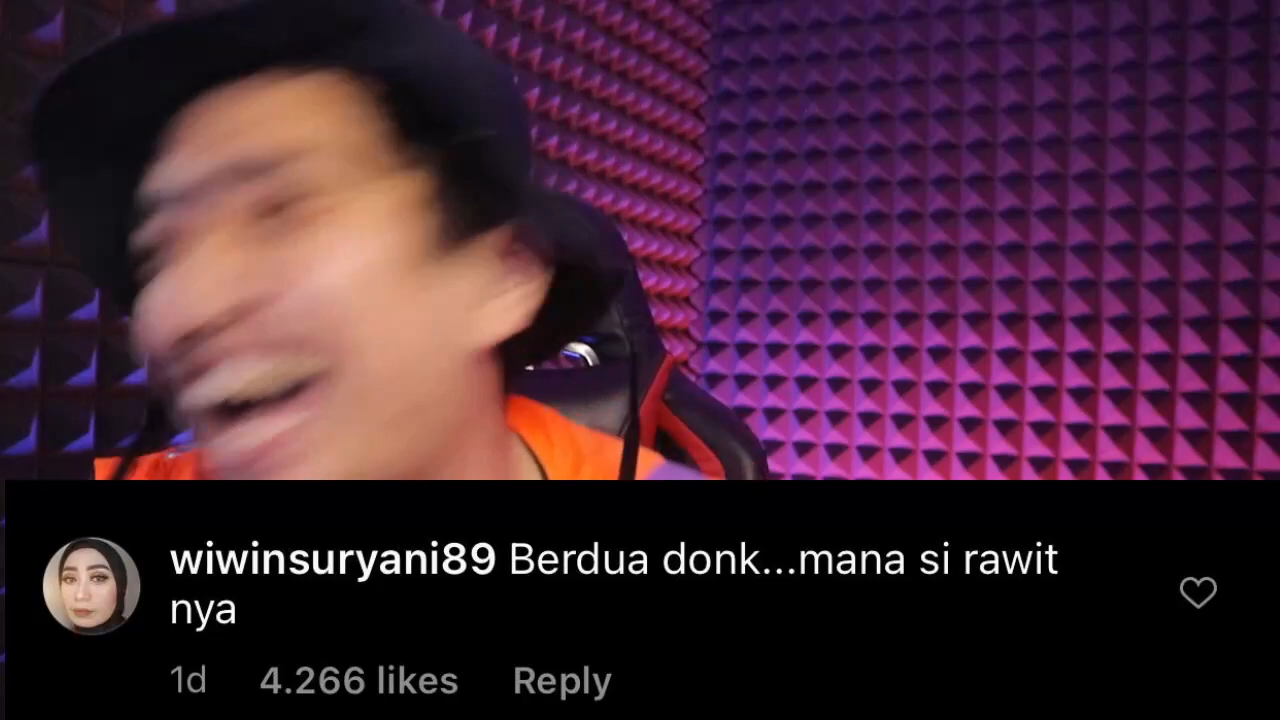 wiwinsuryani89 Berdua donk...mana si rawit
nya
1d 4.266 likes Reply